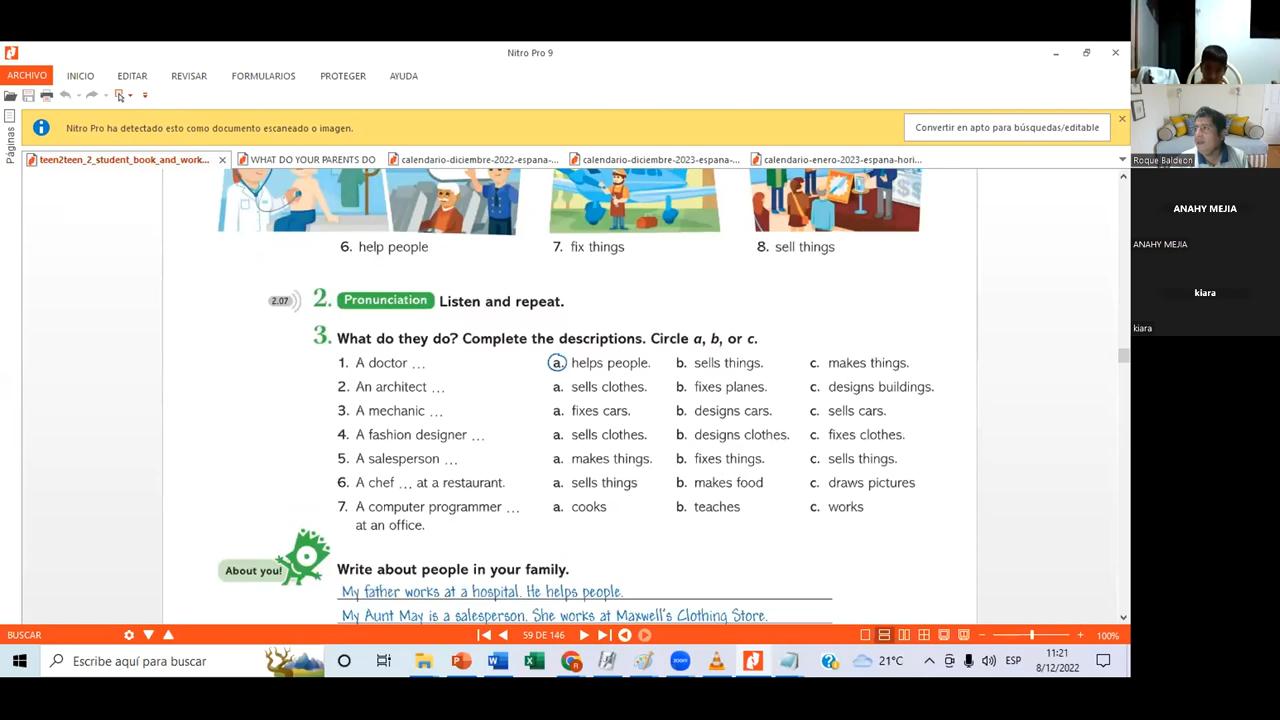 Nitro Pro 9
ARCHIVO INICIO EDITAR REVISAR FORMULARIOS PROTEGER AYUDA
Páginas
Nitro Pro ha detectado esto como documento escaneado o imagen. Convertir en apto para búsquedas/editable
teen2teen_2_student_book_and_work... WHAT DO YOUR PARENTS DO calendario-diciembre-2022-espana-... calendario-diciembre-2023-espana-... calendario-enero-2023-espana-hori...
6. help people 7. fix things 8. sell things
2.07 2. Pronunciation Listen and repeat.
3. What do they do? Complete the descriptions. Circle a, b, or c.
1. A doctor ... a. helps people. b. sells things. c. makes things.
2. An architect ... a. sells clothes. b. fixes planes. c. designs buildings.
3. A mechanic ... a. fixes cars. b. designs cars. c. sells cars.
4. A fashion designer ... a. sells clothes. b. designs clothes. c. fixes clothes.
5. A salesperson ... a. makes things. b. fixes things. c. sells things.
6. A chef ... at a restaurant. a. sells things b. makes food c. draws pictures
7. A computer programmer ... a. cooks b. teaches c. works
at an office.
About you! Write about people in your family.
My father works at a hospital. He helps people.
My Aunt May is a salesperson. She works at Maxwell's Clothing Store.
BUSCAR 59 DE 146 100%
Escribe aquí para buscar 21°C ESP 11:21
8/12/2022
Roque Baldeon
ANAHY MEJIA
ANAHY MEJIA
kiara
kiara